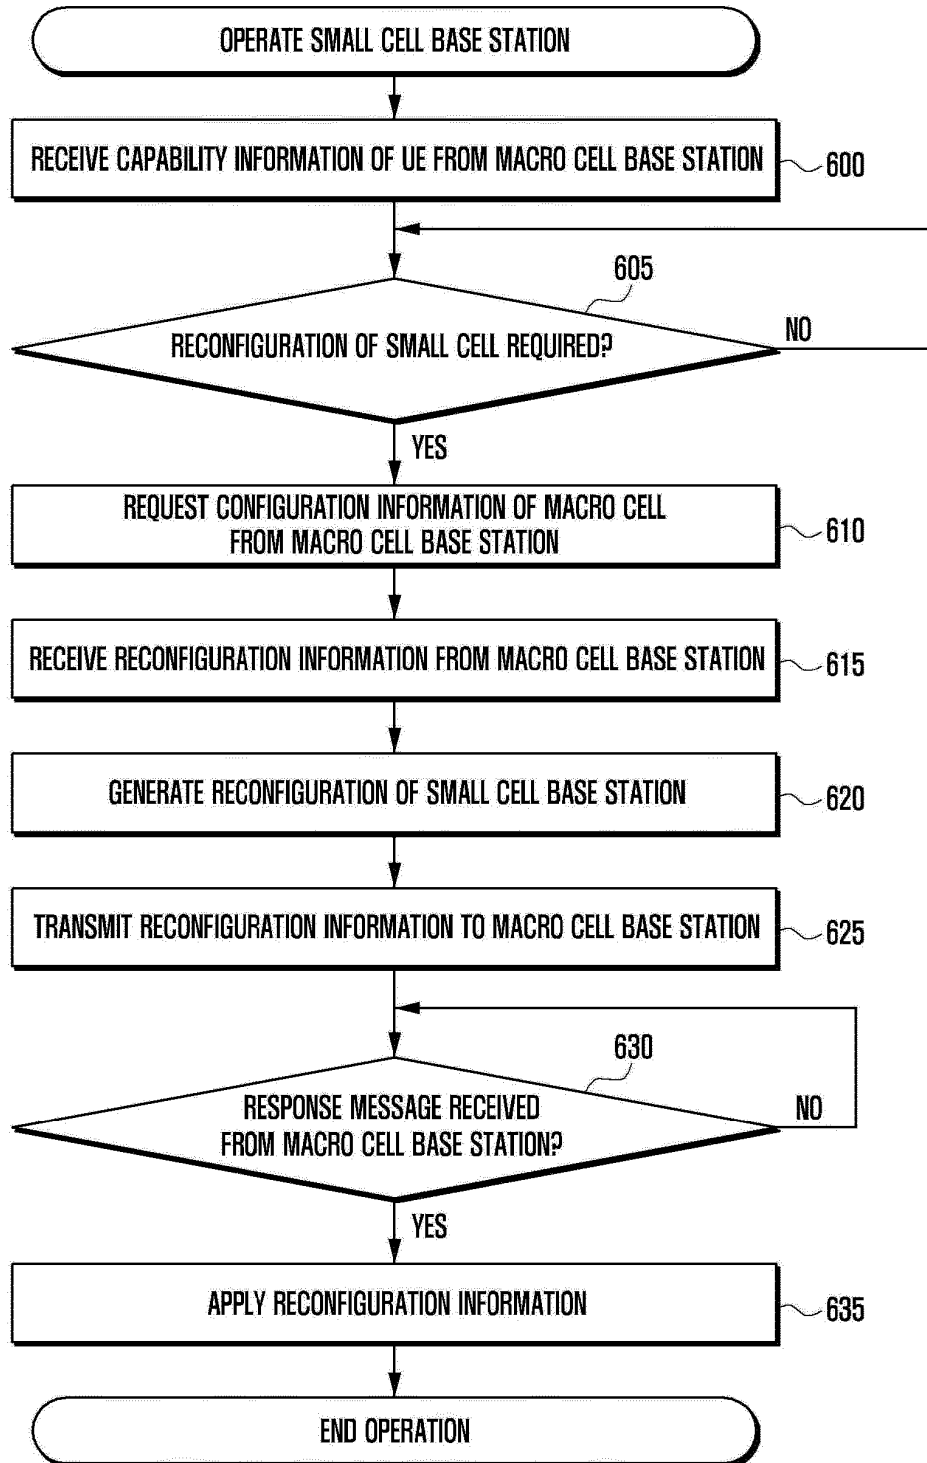 OPERATE SMALL CELL BASE STATION
RECEIVE CAPABILITY INFORMATION OF UE FROM MACRO CELL BASE STATION
600
605
RECONFIGURATION OF SMALL CELL REQUIRED?
NO
YES
REQUEST CONFIGURATION INFORMATION OF MACRO CELL
FROM MACRO CELL BASE STATION
610
RECEIVE RECONFIGURATION INFORMATION FROM MACRO CELL BASE STATION
615
GENERATE RECONFIGURATION OF SMALL CELL BASE STATION
620
TRANSMIT RECONFIGURATION INFORMATION TO MACRO CELL BASE STATION
625
630
RESPONSE MESSAGE RECEIVED
FROM MACRO CELL BASE STATION?
NO
YES
APPLY RECONFIGURATION INFORMATION
635
END OPERATION